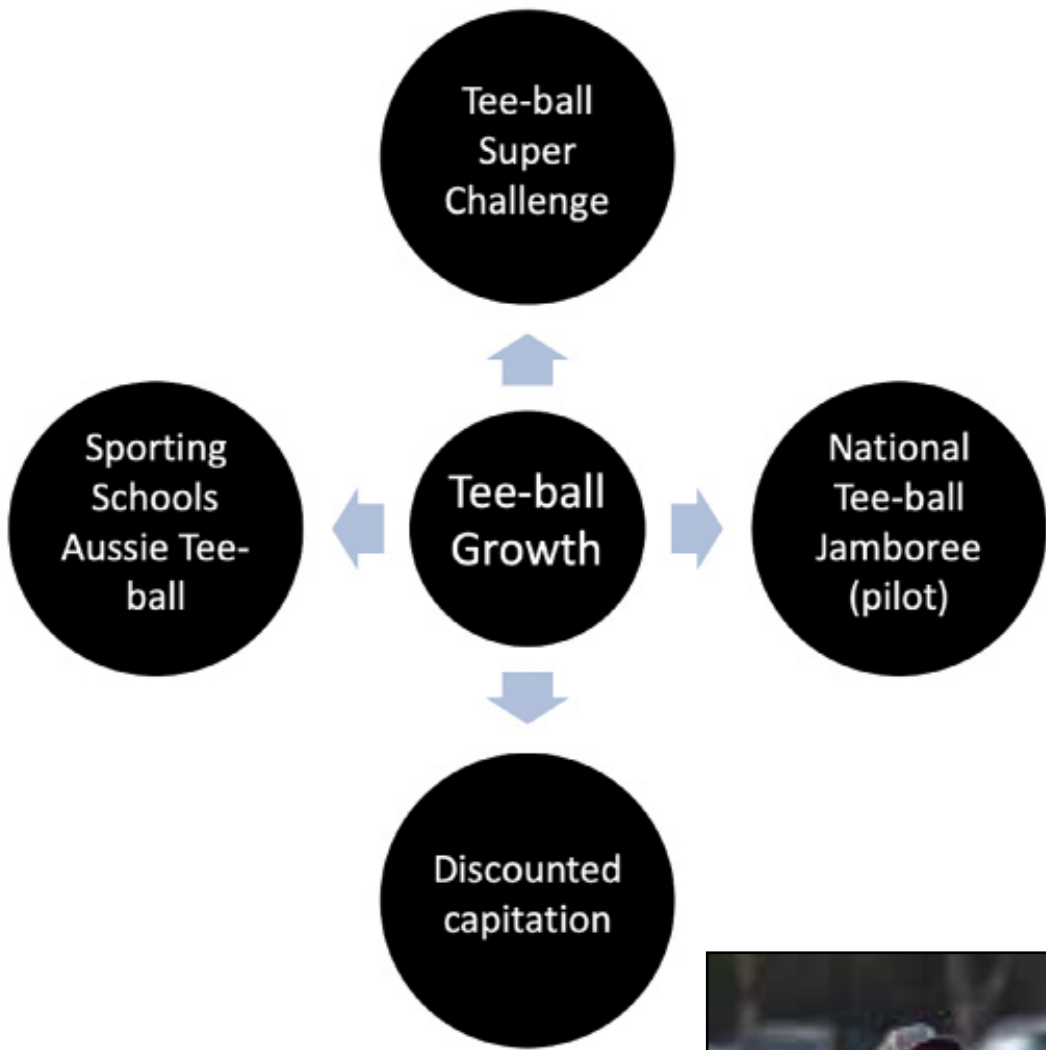 Tee-ball
Super
Challenge
Sporting
Schools
Aussie Tee-
ball
Tee-ball
Growth
National
Tee-ball
Jamboree
(pilot)
Discounted
capitation